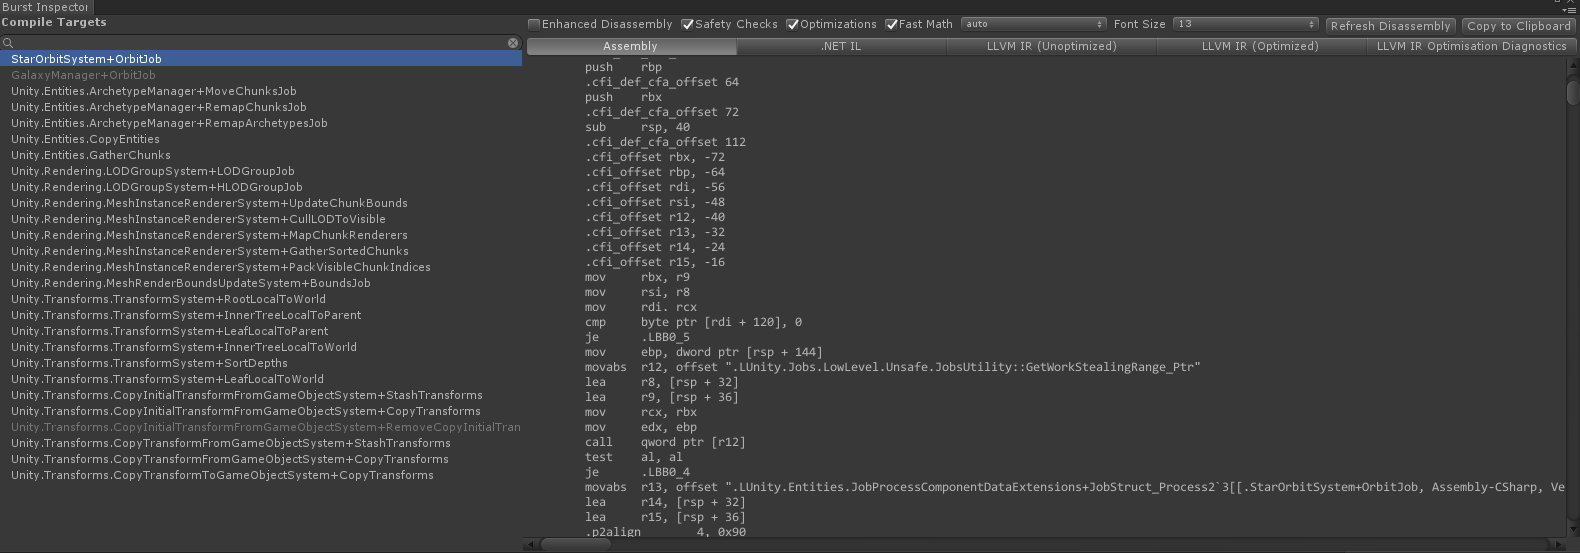 Burst Inspector
Compile Targets
StarOrbitSystem+OrbitJob
GalaxyManager+OrbitJob
Unity.Entities.ArchetypeManager+MoveChunksJob
Unity.Entities.ArchetypeManager+RemapChunksJob
Unity.Entities.ArchetypeManager+RemapArchetypesJob
Unity.Entities.CopyEntities
Unity.Entities.GatherChunks
Unity.Rendering.LODGroupSystem+LODGroupJob
Unity.Rendering.LODGroupSystem+HLODGroupJob
Unity.Rendering.MeshInstanceRendererSystem+UpdateChunkBounds
Unity.Rendering.MeshInstanceRendererSystem+CullLODToVisible
Unity.Rendering.MeshInstanceRendererSystem+MapChunkRenderers
Unity.Rendering.MeshInstanceRendererSystem+GatherSortedChunks
Unity.Rendering.MeshInstanceRendererSystem+PackVisibleChunkIndices
Unity.Rendering.MeshRenderBoundsUpdateSystem+BoundsJob
Unity.Transforms.TransformSystem+RootLocalToWorld
Unity.Transforms.TransformSystem+InnerTreeLocalToParent
Unity.Transforms.TransformSystem+LeafLocalToParent
Unity.Transforms.TransformSystem+InnerTreeLocalToWorld
Unity.Transforms.TransformSystem+SortDepths
Unity.Transforms.TransformSystem+LeafLocalToWorld
Unity.Transforms.CopyInitialTransformFromGameObjectSystem+StashTransforms
Unity.Transforms.CopyInitialTransformFromGameObjectSystem+CopyTransforms
Unity.Transforms.CopyInitialTransformFromGameObjectSystem+RemoveCopyInitialTran
Unity.Transforms.CopyTransformFromGameObjectSystem+StashTransforms
Unity.Transforms.CopyTransformFromGameObjectSystem+CopyTransforms
Unity.Transforms.CopyTransformToGameObjectSystem+CopyTransforms
Enhanced Disassembly Safety Checks Optimizations Fast Math auto Font Size 13 Refresh Disassembly Copy to Clipboard
Assembly .NET IL LLVM IR (Unoptimized) LLVM IR (Optimized) LLVM IR Optimisation Diagnostics
push rbp
.cfi_def_cfa_offset 64
push rbx
.cfi_def_cfa_offset 72
sub rsp, 40
.cfi_def_cfa_offset 112
.cfi_offset rbx, -72
.cfi_offset rbp, -64
.cfi_offset rdi, -56
.cfi_offset rsi, -48
.cfi_offset r12, -40
.cfi_offset r13, -32
.cfi_offset r14, -24
.cfi_offset r15, -16
mov rbx, r9
mov rsi, r8
mov rdi. rcx
cmp byte ptr [rdi + 120], 0
je .LBB0_5
mov ebp, dword ptr [rsp + 144]
movabs r12, offset ".LUnity.Jobs.LowLevel.Unsafe.JobsUtility::GetWorkStealingRange_Ptr"
lea r8, [rsp + 32]
lea r9, [rsp + 36]
mov rcx, rbx
mov edx, ebp
call qword ptr [r12]
test al, al
je .LBB0_4
movabs r13, offset ".LUnity.Entities.JobProcessComponentDataExtensions+JobStruct_Process2`3[[.StarOrbitSystem+OrbitJob, Assembly-CSharp, Ve
lea r14, [rsp + 32]
lea r15, [rsp + 36]
.p2align 4, 0x90